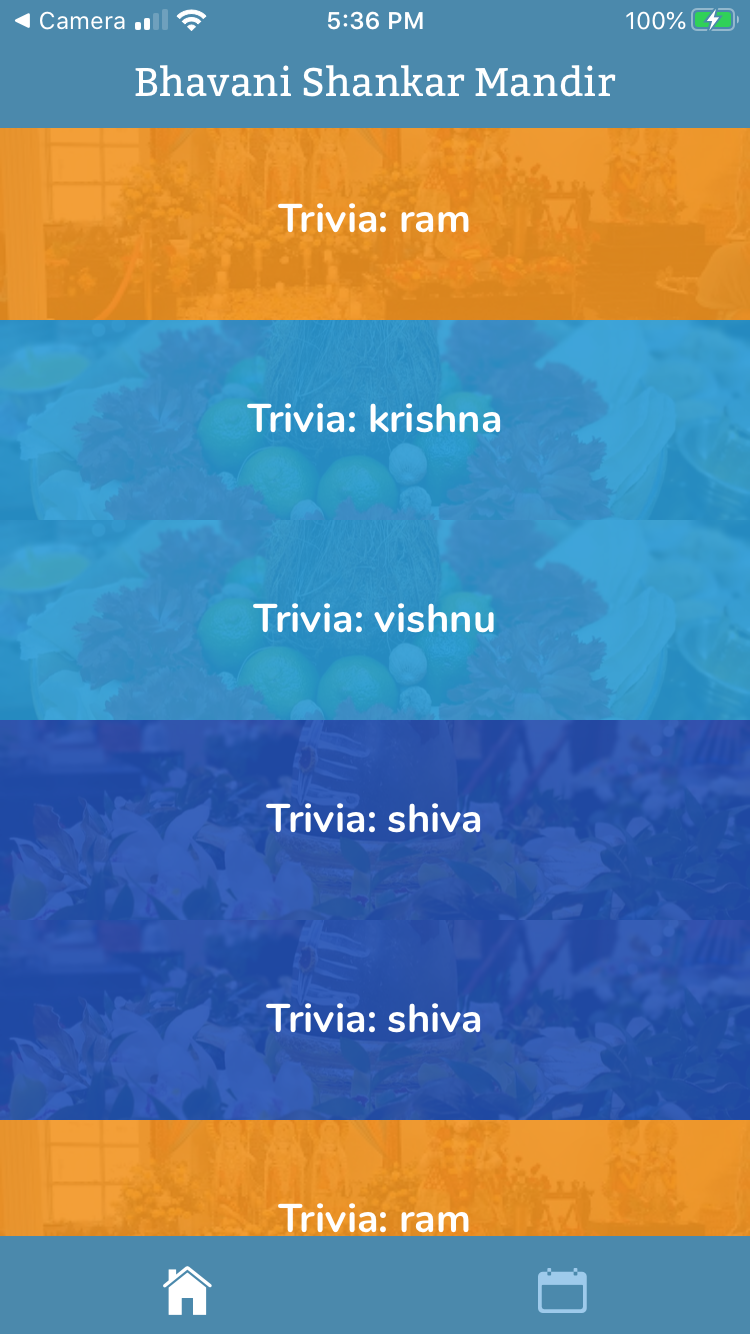 Camera 5:36 PM 100%
Bhavani Shankar Mandir
Trivia: ram
Trivia: krishna
Trivia: vishnu
Trivia: shiva
Trivia: shiva
Trivia: ram